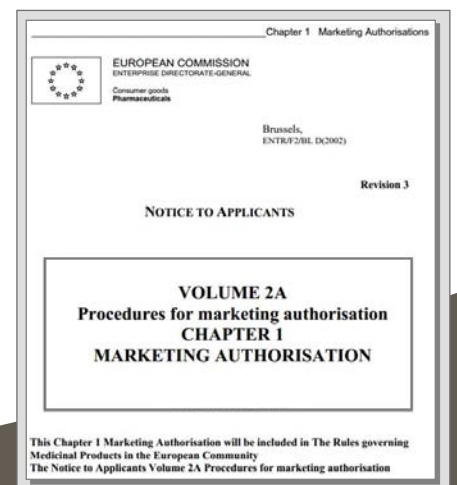 Chapter 1 Marketing Authorisations
EUROPEAN COMMISSION
ENTERPRISE DIRECTORATE-GENERAL
Consumer goods
Pharmaceuticals
Brussels,
ENTR/F2/BL D(2002)
Revision 3
NOTICE TO APPLICANTS
VOLUME 2A
Procedures for marketing authorisation
CHAPTER 1
MARKETING AUTHORISATION
This Chapter 1 Marketing Authorisation will be included in The Rules governing
Medicinal Products in the European Community
The Notice to Applicants Volume 2A Procedures for marketing authorisation